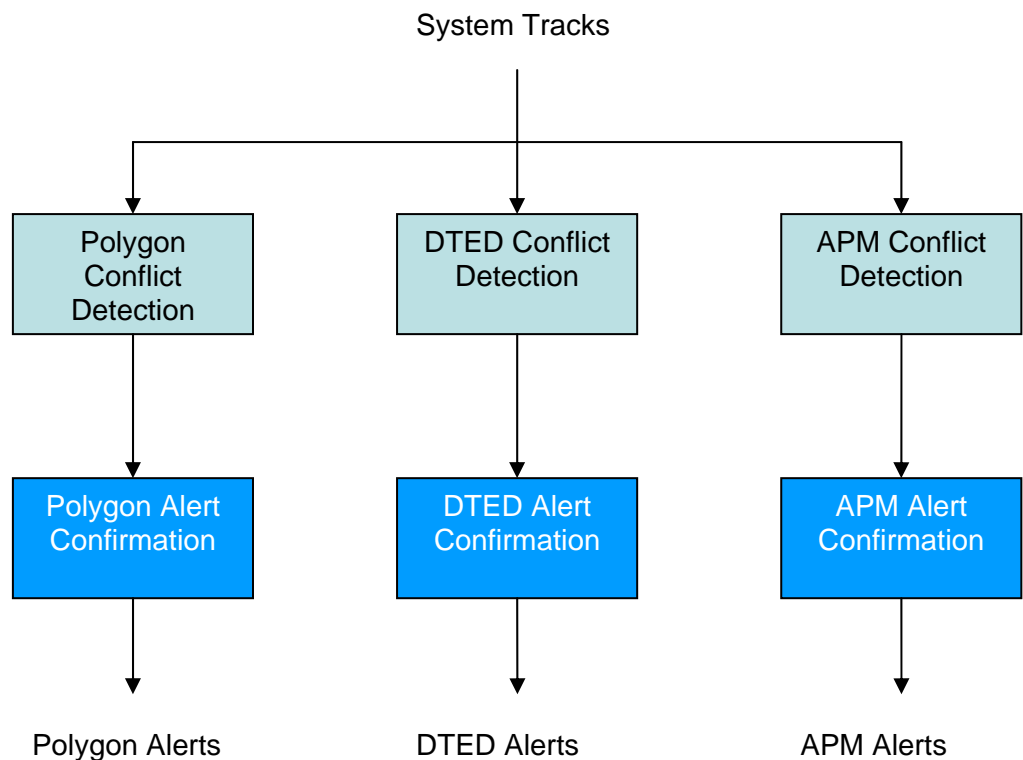 System Tracks
Polygon
Conflict
Detection
DTED Conflict
Detection
APM Conflict
Detection
Polygon Alert
Confirmation
DTED Alert
Confirmation
APM Alert
Confirmation
Polygon Alerts
DTED Alerts
APM Alerts